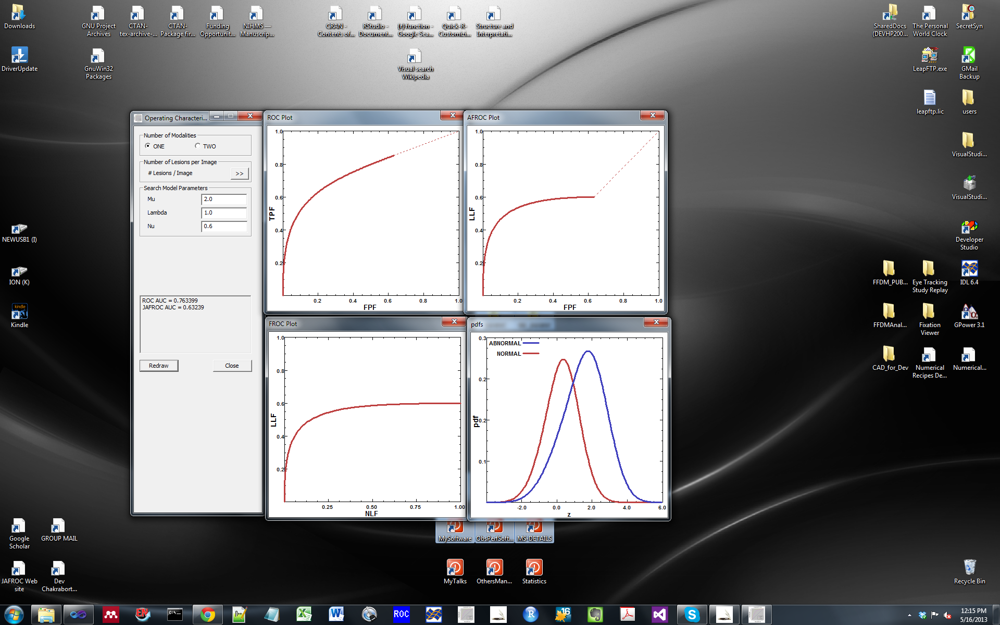 Downloads
GNU Project
Archives
CTAN-
tex-archive-...
CTAN-
Package fir...
Funding
Opportunit...
NIHMS —
Manuscrip...
CRAN -
Contents of...
RStudio -
Document...
{r} function -
Google Sea...
Quick-R:
Customizi...
Structure and
Interpretati...
SharedDocs
(DEVHP200...
The Personal
World Clock
SecretSyn
DriverUpdate
GnuWin32
Packages
Visual search
Wikipedia
LeapFTP.exe
GMail
Backup
leapftp.lic
users
VisualStudi...
VisualStudi...
Developer
Studio
NEWUSB1 (I)
ION (K)
kindle
Kindle
FFDM_PUB...
Eye Tracking
Study Replay
IDL 6.4
FFDMAnal...
Fixation
Viewer
GPower 3.1
CAD_for_Dev
Numerical
Recipes De...
Numerical...
Operating Characteri...
Number of Modalities
ONE
TWO
Number of Lesions per Image
# Lesions / Image
>>
Search Model Parameters
Mu
2.0
Lambda
1.0
Nu
0.6
ROC AUC = 0.763399
JAFROC AUC = 0.63239
Redraw
Close
ROC Plot
1.0
0.8
0.6
0.4
0.2
TPF
0.2
0.4
0.6
0.8
1.0
FPF
AFROC Plot
1.0
0.8
0.6
0.4
0.2
LLF
0.2
0.4
0.6
0.8
1.0
FPF
FROC Plot
1.0
0.8
0.6
0.4
0.2
LLF
0.25
0.50
0.75
1.00
NLF
pdfs
0.3
0.2
0.2
0.1
pdf
ABNORMAL
NORMAL
-2.0
0.0
2.0
4.0
6.0
z
Google
Scholar
GROUP MAIL
MySoftware
ObsPerfSoft...
MS-DETAILS
JAFROC Web
site
Dev
Chakrabort...
MyTalks
OthersMan...
Statistics
Recycle Bin
EN
C:\_
ROC
R
16
S
12:15 PM
5/16/2013